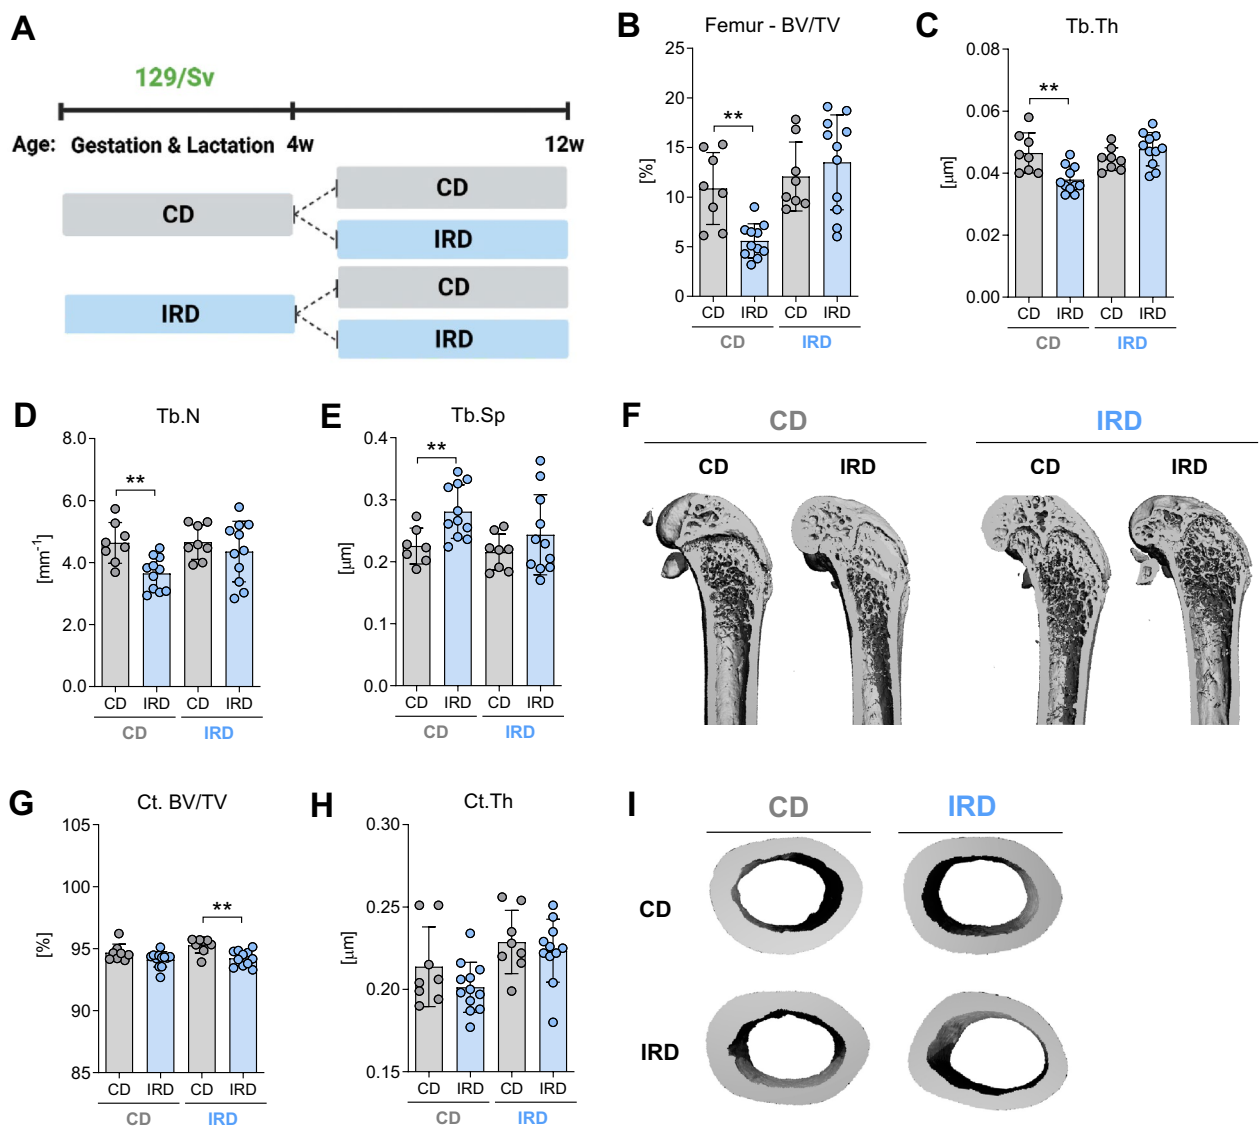 A
129/Sv
Age: Gestation & Lactation 4w 12w
CD
CD
IRD
IRD
CD
IRD
B
Femur - BV/TV
[%]
25
20
15
10
5
0
**
CD IRD CD IRD
CD IRD
C
Tb.Th
[µm]
0.08
0.06
0.04
0.02
0.00
**
CD IRD CD IRD
CD IRD
D
Tb.N
[mm-1]
8.0
6.0
4.0
2.0
0.0
**
CD IRD CD IRD
CD IRD
E
Tb.Sp
[µm]
0.4
0.3
0.2
0.1
0.0
**
CD IRD CD IRD
CD IRD
F
CD IRD
CD IRD CD IRD
G
Ct. BV/TV
[%]
105
100
95
90
85
**
CD IRD CD IRD
CD IRD
H
Ct.Th
[µm]
0.30
0.25
0.20
0.15
CD IRD CD IRD
CD IRD
I
CD IRD
CD
IRD